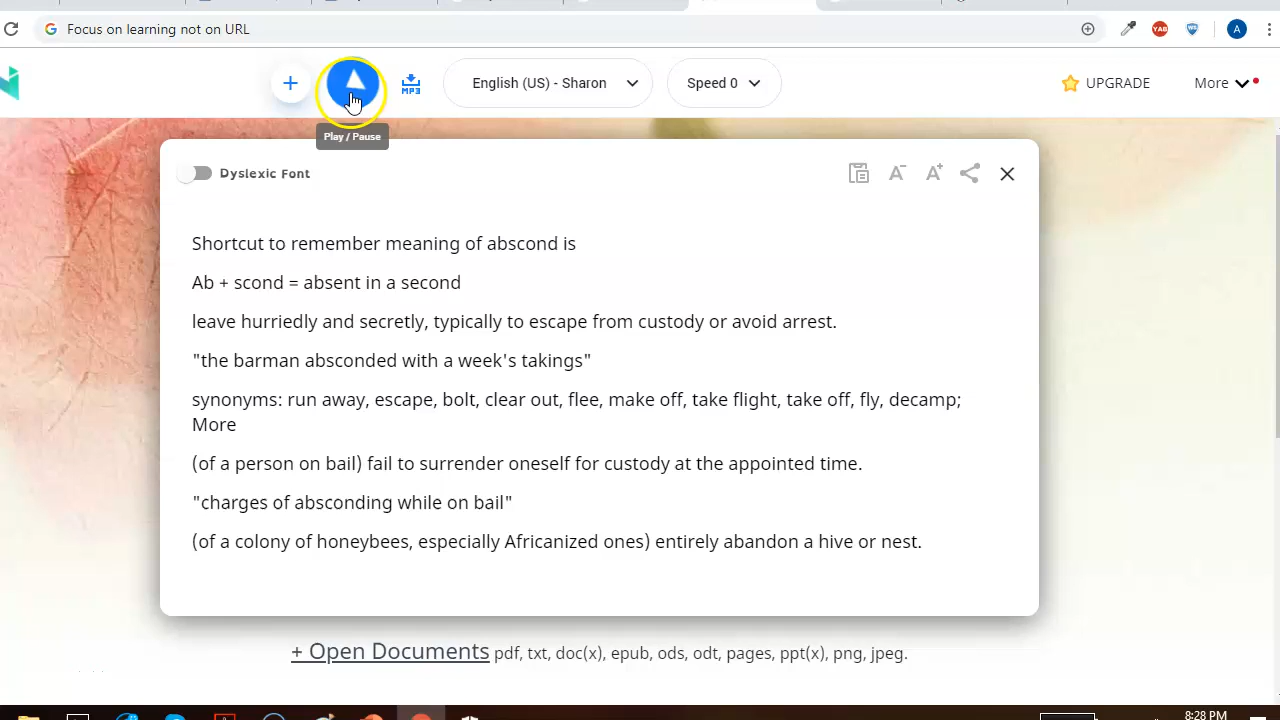 Focus on learning not on URL
YAB
A
MP3
English (US) - Sharon
Speed 0
UPGRADE
More
Play / Pause
Dyslexic Font
A-
A+
Shortcut to remember meaning of abscond is
Ab + scond = absent in a second
leave hurriedly and secretly, typically to escape from custody or avoid arrest.
"the barman absconded with a week's takings"
synonyms: run away, escape, bolt, clear out, flee, make off, take flight, take off, fly, decamp;
More
(of a person on bail) fail to surrender oneself for custody at the appointed time.
"charges of absconding while on bail"
(of a colony of honeybees, especially Africanized ones) entirely abandon a hive or nest.
+ Open Documents pdf, txt, doc(x), epub, ods, odt, pages, ppt(x), png, jpeg.
8:28 PM